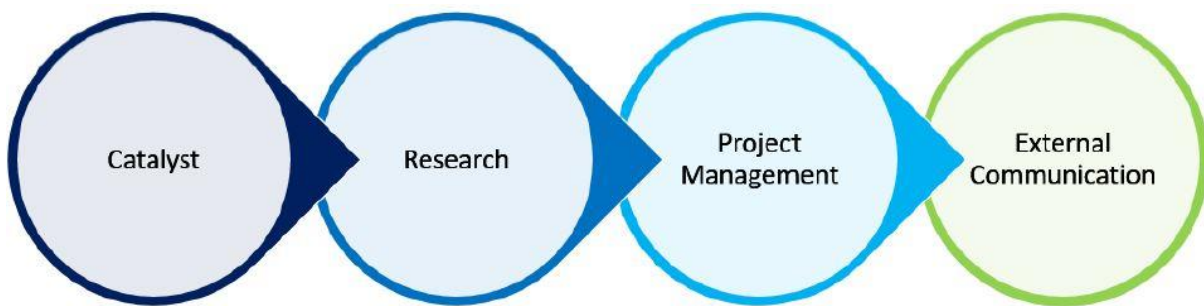 Catalyst
Research
Project
Management
External
Communication